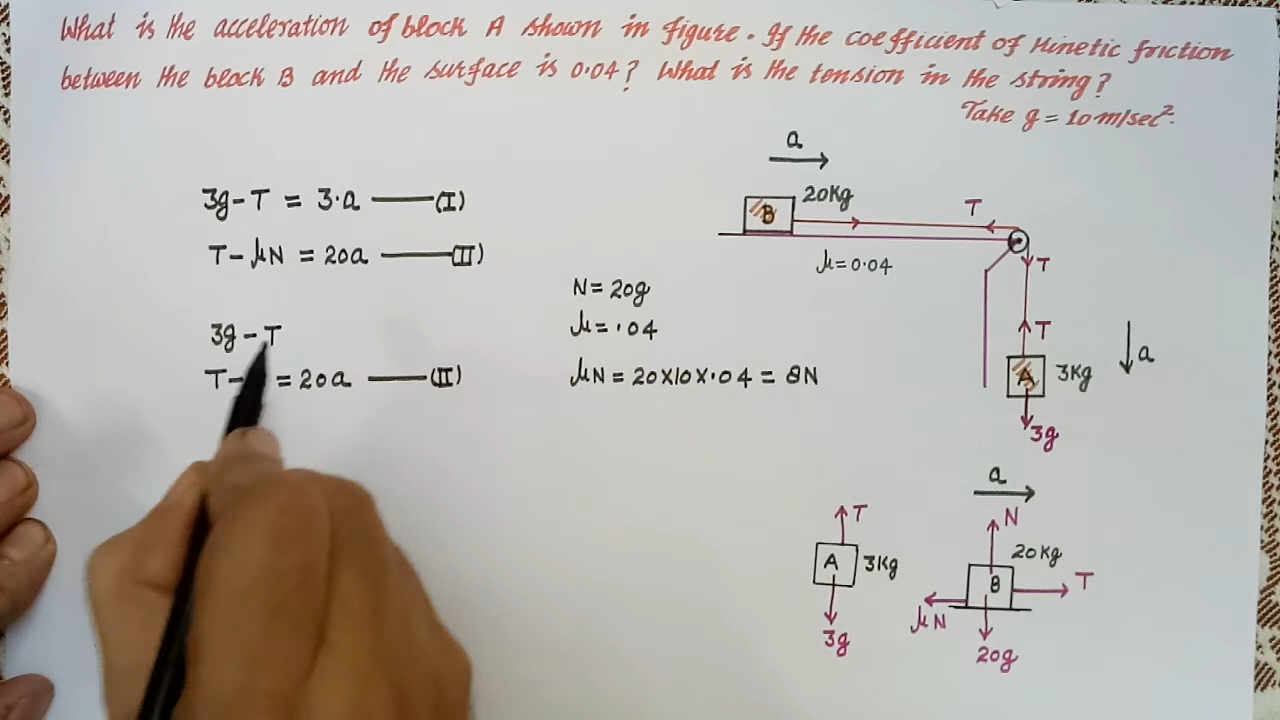 What is the acceleration of block A shown in figure. If the coefficient of Kinetic friction
between the block B and the surface is 0.04? What is the tension in the string?
Take g = 10 m/sec².
a
3g-T = 3·a —— (I)
20Kg
B
T
T-μN = 20a —— (II)
μ=0.04
T
N = 20g
μ = .04
3g-T
T
a
T- = 20a —— (II)
μN = 20X10X.04 = 8N
A
3Kg
3g
a
T
N
A
3Kg
20Kg
B
T
μN
3g
20g